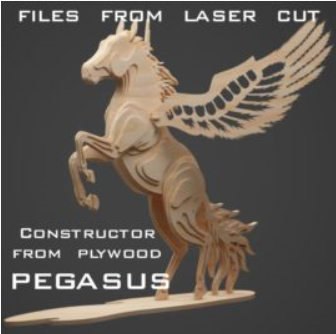 FILES FROM LASER CUT
CONSTRUCTOR
FROM PLYWOOD
PEGASUS